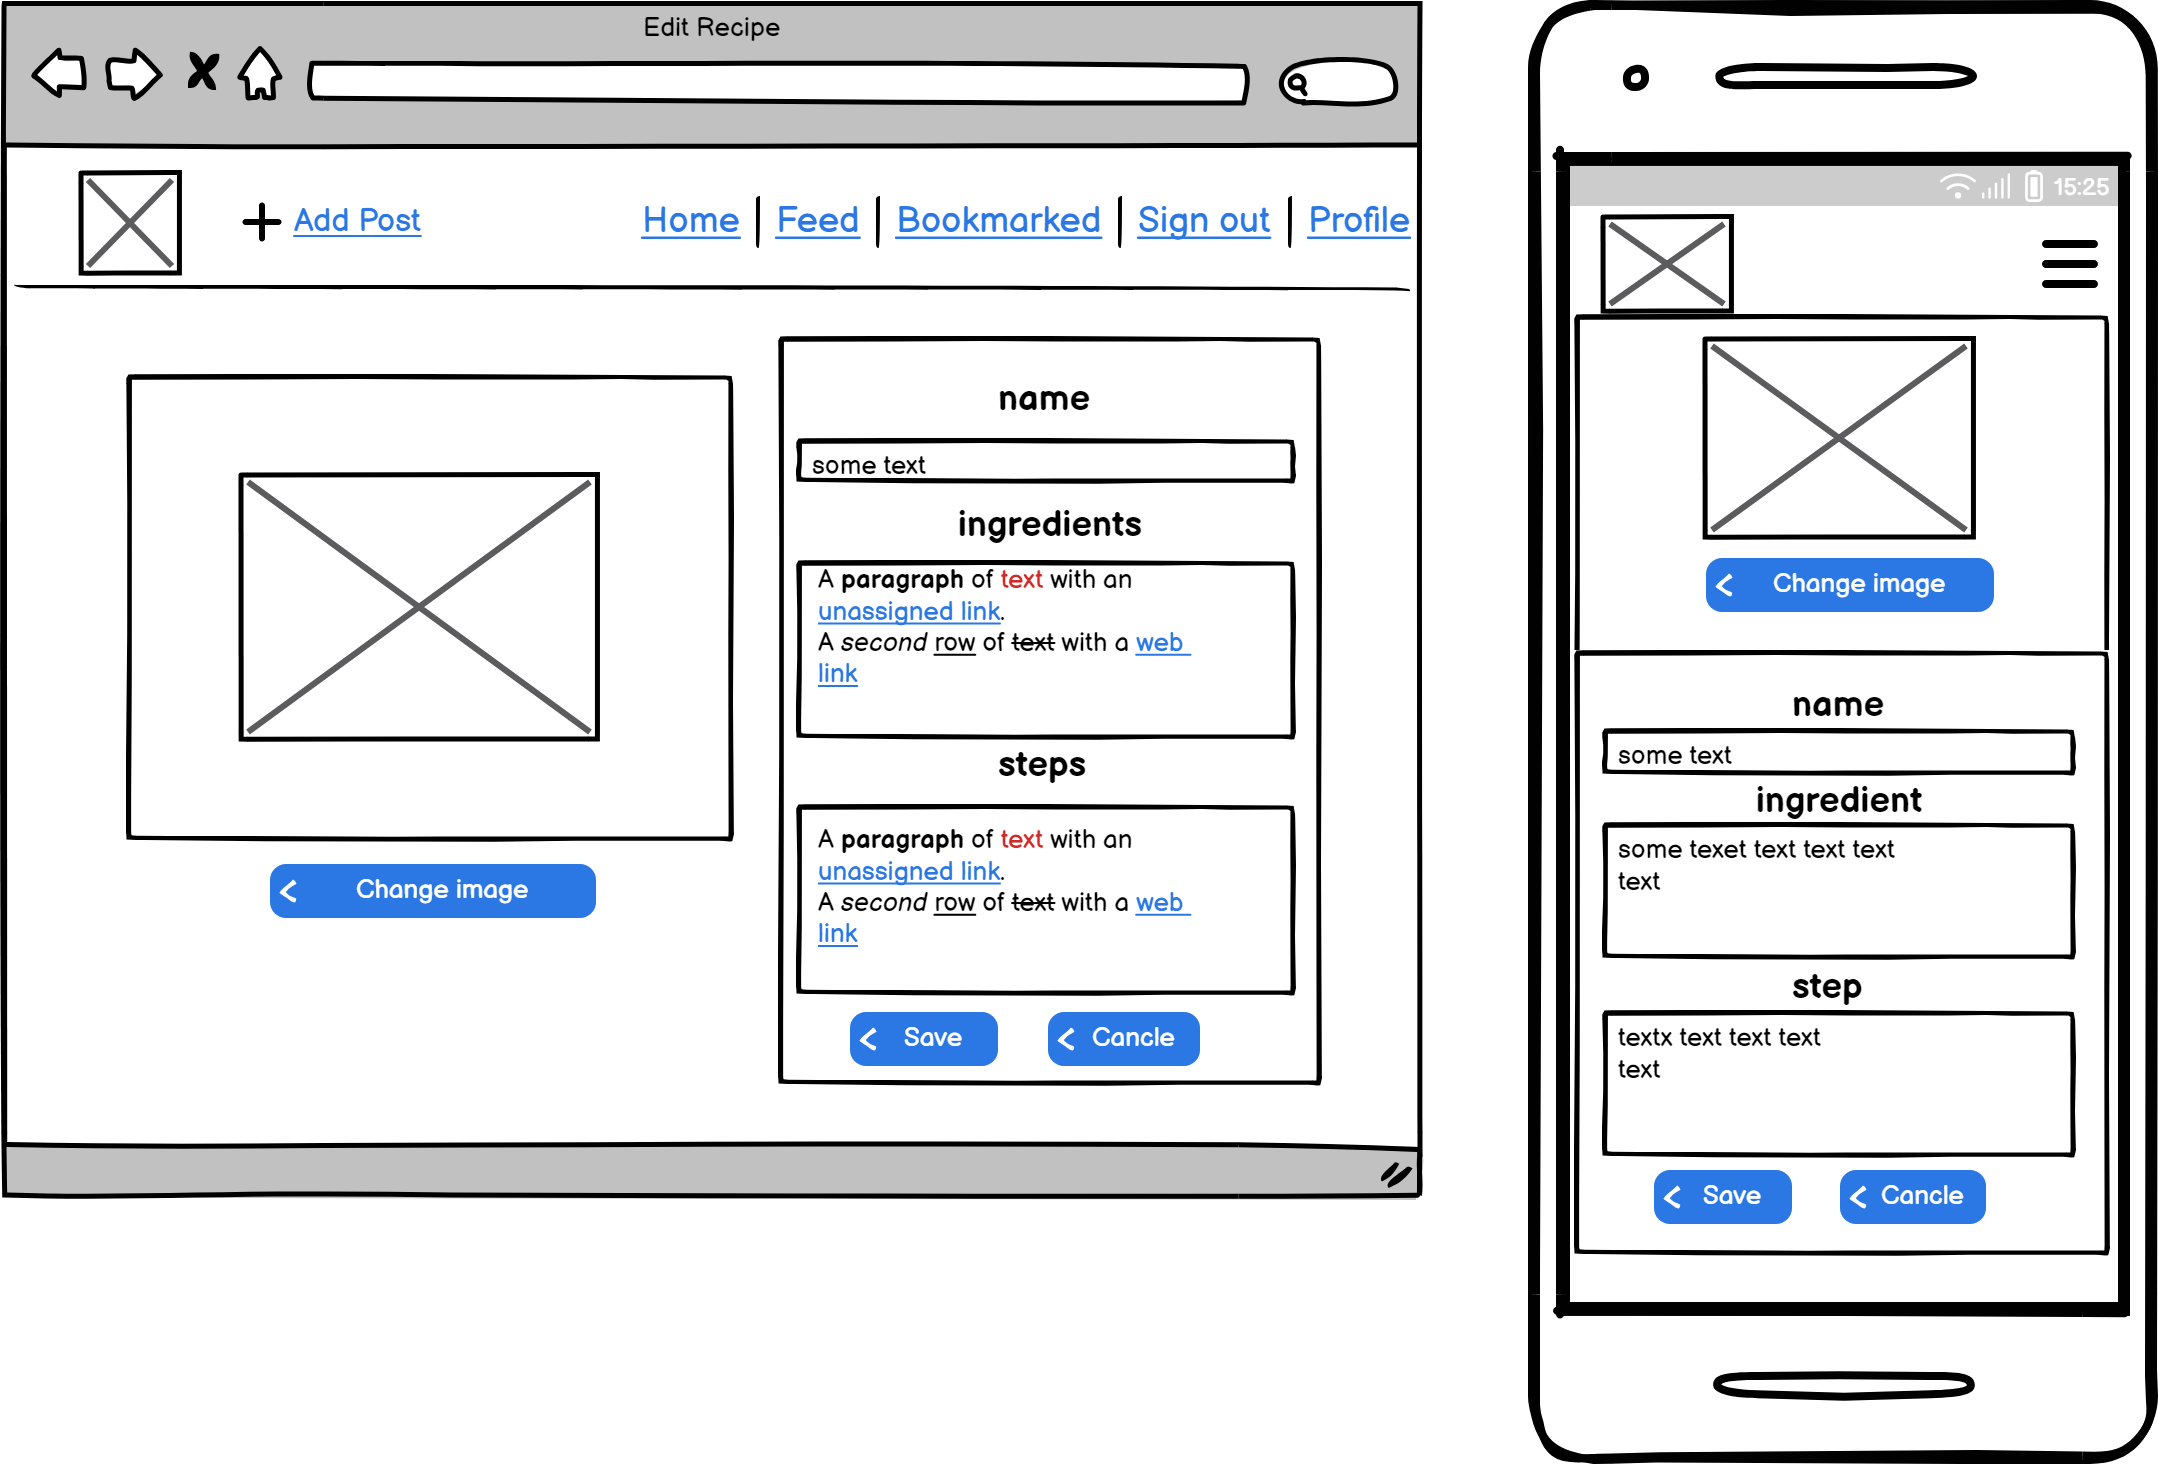 Edit Recipe
Add Post
Home Feed Bookmarked Sign out Profile
Change image
name
some text
ingredients
A paragraph of text with an
unassigned link.
A second row of text with a web
link
steps
A paragraph of text with an
unassigned link.
A second row of text with a web
link
Save Cancle
15:25
Change image
name
some text
ingredient
some texet text text text
text
step
textx text text text
text
Save Cancle